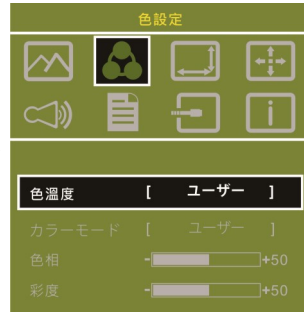 色設定
色溫度 [ ユーザー ]
カラーモード [ ユーザー ]
色相 - +50
彩度 - +50